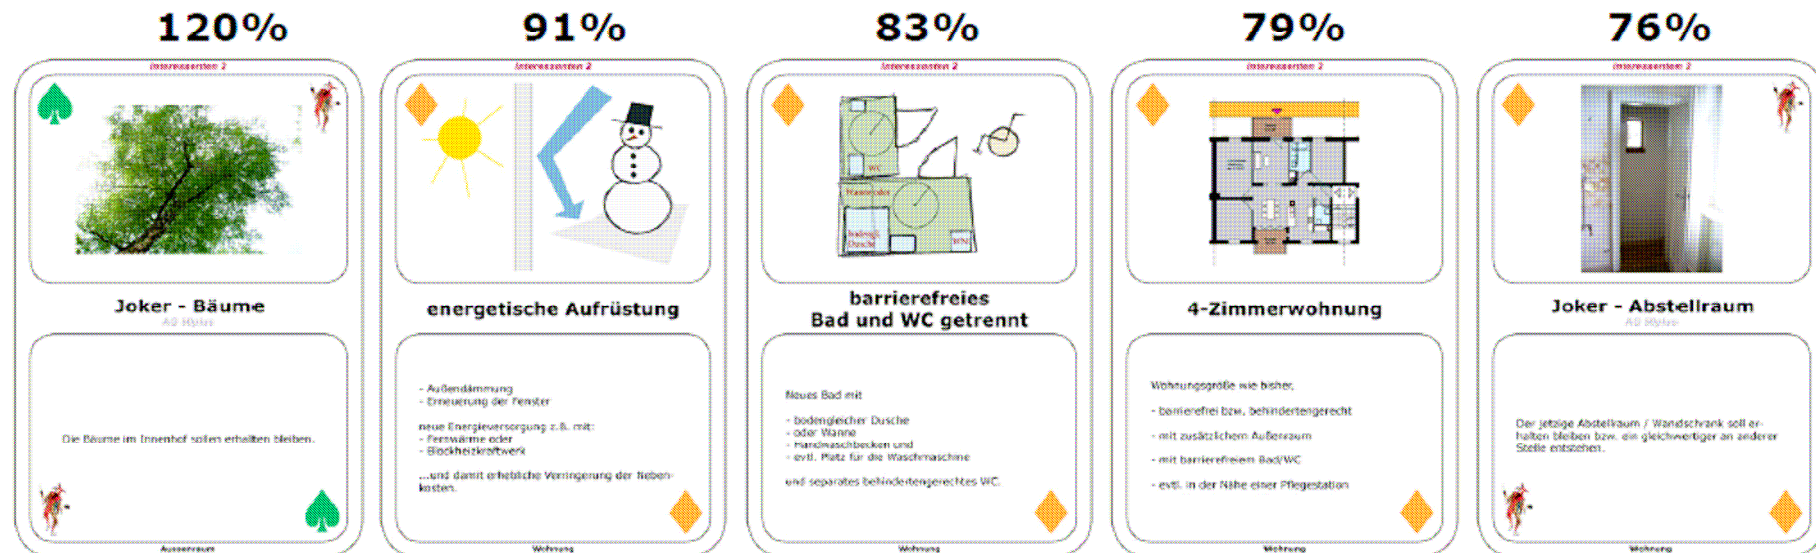 120%
91%
83%
79%
76%
Interessenten 2
Joker - Bäume
Die Bäume im Innenhof sollen erhalten bleiben.
Aussenraum
Interessenten 2
energetische Aufrüstung
- Außendämmung
- Erneuerung der Fenster
neue Energieversorgung z.B. mit:
- Fernwärme oder
- Blockheizkraftwerk
...und damit erhebliche Verringerung der Neben-
kosten.
Wohnung
Interessenten 2
WC
barrierefreies
Bad und WC getrennt
Neues Bad mit
- bodengleicher Dusche
- oder Wanne
- Handwaschbecken und
- evtl. Platz für die Waschmaschine
und separates behindertengerechtes WC.
Wohnung
Interessenten 2
4-Zimmerwohnung
Wohnungsgröße wie bisher,
- barrierefrei bzw. behindertengerecht
- mit zusätzlichem Außenraum
- mit barrierefreiem Bad/WC
- evtl. in der Nähe einer Pflegestation
Wohnung
Interessenten 2
Joker - Abstellraum
Der jetzige Abstellraum / Wandschrank soll er-
halten bleiben bzw. ein gleichwertiger an anderer
Stelle entstehen.
Wohnung